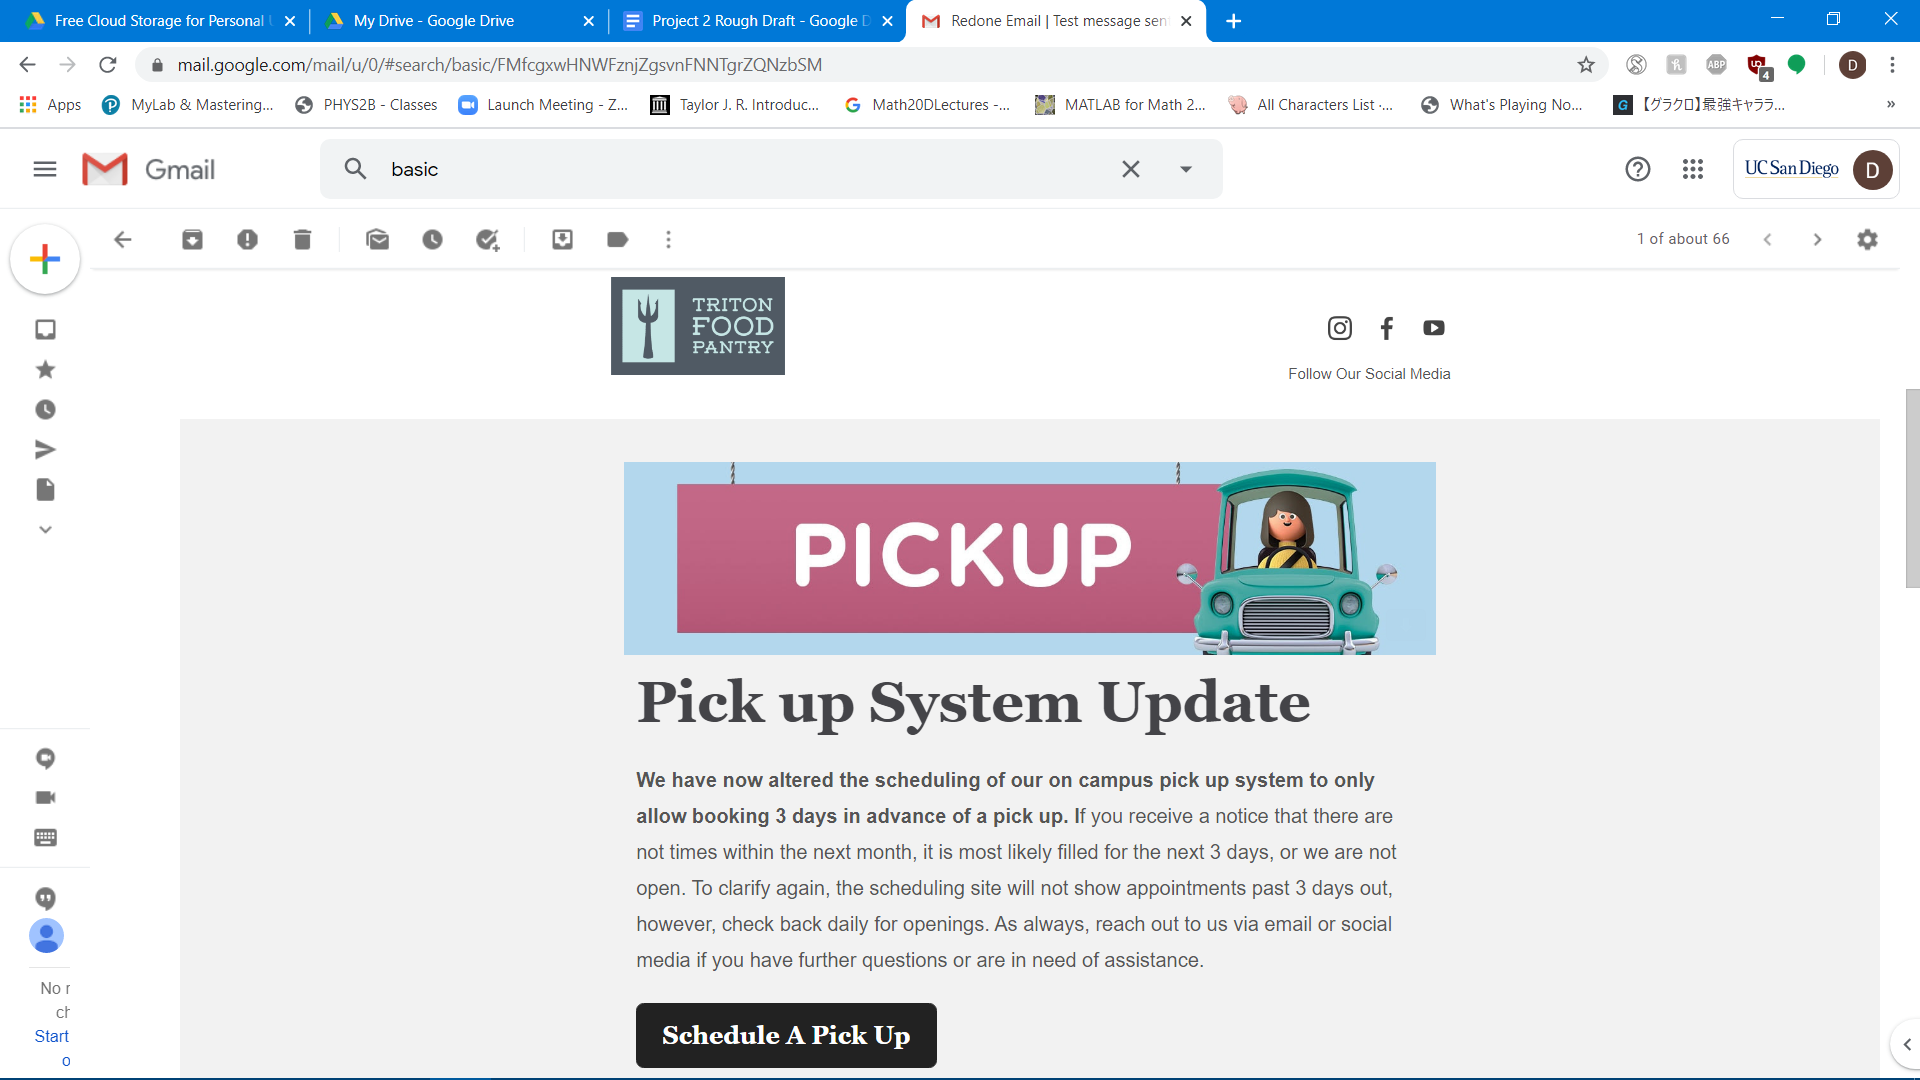 Free Cloud Storage for Personal
My Drive - Google Drive
Project 2 Rough Draft - Google D
Redone Email | Test message sen
mail.google.com/mail/u/0/#search/basic/FMfcgxwHNWFznjZgsvnFNNTgrZQNzbSM
ABP
4
D
Apps
MyLab & Mastering...
PHYS2B - Classes
Launch Meeting - Z...
Taylor J. R. Introduc...
Math20DLectures -...
MATLAB for Math 2...
All Characters List ·...
What's Playing No...
G
【グラクロ】最強キャララ...
»
Gmail
basic
UC San Diego
D
1 of about 66
TRITON
FOOD
PANTRY
Follow Our Social Media
PICKUP
Pick up System Update
We have now altered the scheduling of our on campus pick up system to only
allow booking 3 days in advance of a pick up. If you receive a notice that there are
not times within the next month, it is most likely filled for the next 3 days, or we are not
open. To clarify again, the scheduling site will not show appointments past 3 days out,
however, check back daily for openings. As always, reach out to us via email or social
media if you have further questions or are in need of assistance.
Schedule A Pick Up
No r
ch
Start
o